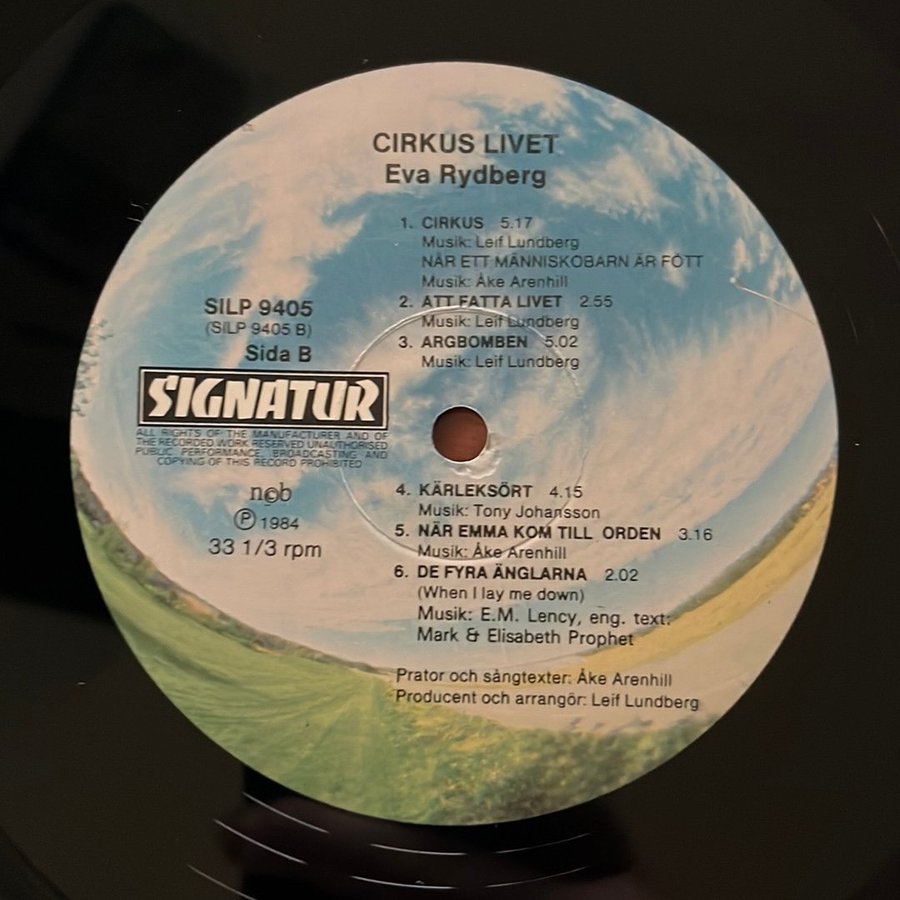 CIRKUS LIVET
Eva Rydberg
1. CIRKUS 5.17
Musik: Leif Lundberg
NÄR ETT MÄNNISKOBARN ÄR FÖTT
Musik: Åke Arenhill
2. ATT FATTA LIVET 2.55
Musik: Leif Lundberg
3. ARGBOMBEN 5.02
Musik: Leif Lundberg
SILP 9405
(SILP 9405 B)
Sida B
SIGNATUR
ALL RIGHTS OF THE MANUFACTURER AND OF
THE RECORDED WORK RESERVED UNAUTHORISED
PUBLIC PERFORMANCE, BROADCASTING AND
COPYING OF THIS RECORD PROHIBITED
n©b
Ⓟ 1984
33 1/3 rpm
4. KÄRLEKSÖRT 4.15
Musik: Tony Johansson
5. NÄR EMMA KOM TILL ORDEN 3.16
Musik: Åke Arenhill
6. DE FYRA ÄNGLARNA 2.02
(When I lay me down)
Musik: E.M. Lency, eng. text:
Mark & Elisabeth Prophet
Prator och sångtexter: Åke Arenhill
Producent och arrangör: Leif Lundberg